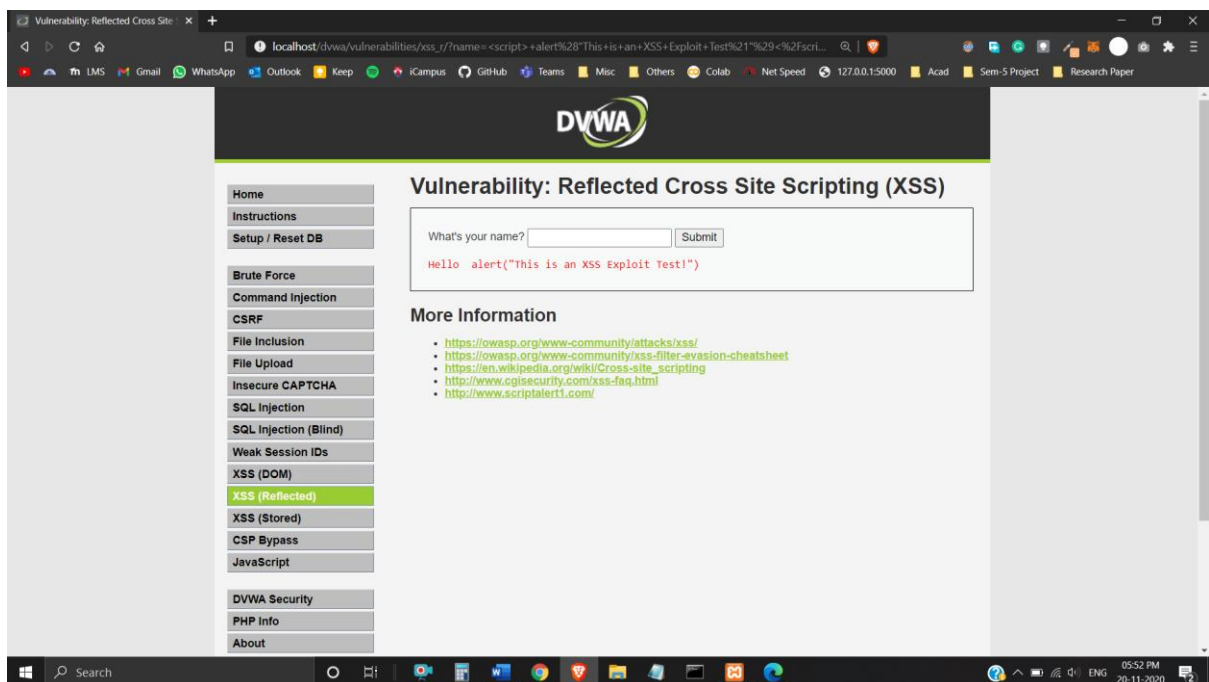 Vulnerability: Reflected Cross Site
localhost/dvwa/vulnerabilities/xss_r/?name=<script>+alert%28"This+is+an+XSS+Exploit+Test%21"%29<%2Fscri...
LMS Gmail WhatsApp Outlook Keep iCampus GitHub Teams Misc Others Colab Net Speed 127.0.0.1:5000 Acad Sem-5 Project Research Paper
DVWA
Home
Instructions
Setup / Reset DB
Brute Force
Command Injection
CSRF
File Inclusion
File Upload
Insecure CAPTCHA
SQL Injection
SQL Injection (Blind)
Weak Session IDs
XSS (DOM)
XSS (Reflected)
XSS (Stored)
CSP Bypass
JavaScript
DVWA Security
PHP Info
About
Vulnerability: Reflected Cross Site Scripting (XSS)
What's your name? Submit
Hello alert("This is an XSS Exploit Test!")
More Information
• https://owasp.org/www-community/attacks/xss/
• https://owasp.org/www-community/xss-filter-evasion-cheatsheet
• https://en.wikipedia.org/wiki/Cross-site_scripting
• http://www.cgisecurity.com/xss-faq.html
• http://www.scriptalert1.com/
Search
ENG
05:52 PM
20-11-2020
2